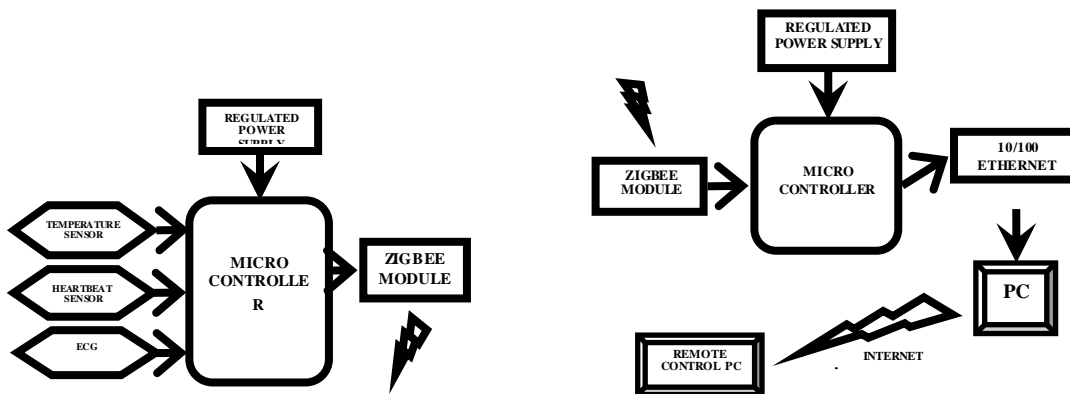 REGULATED
POWER
SUPPLY
TEMPERATURE
SENSOR
HEARTBEAT
SENSOR
ECG
MICRO
CONTROLLE
R
ZIGBEE
MODULE
REGULATED
POWER SUPPLY
ZIGBEE
MODULE
MICRO
CONTROLLER
10/100
ETHERNET
PC
REMOTE
CONTROL PC
INTERNET
.